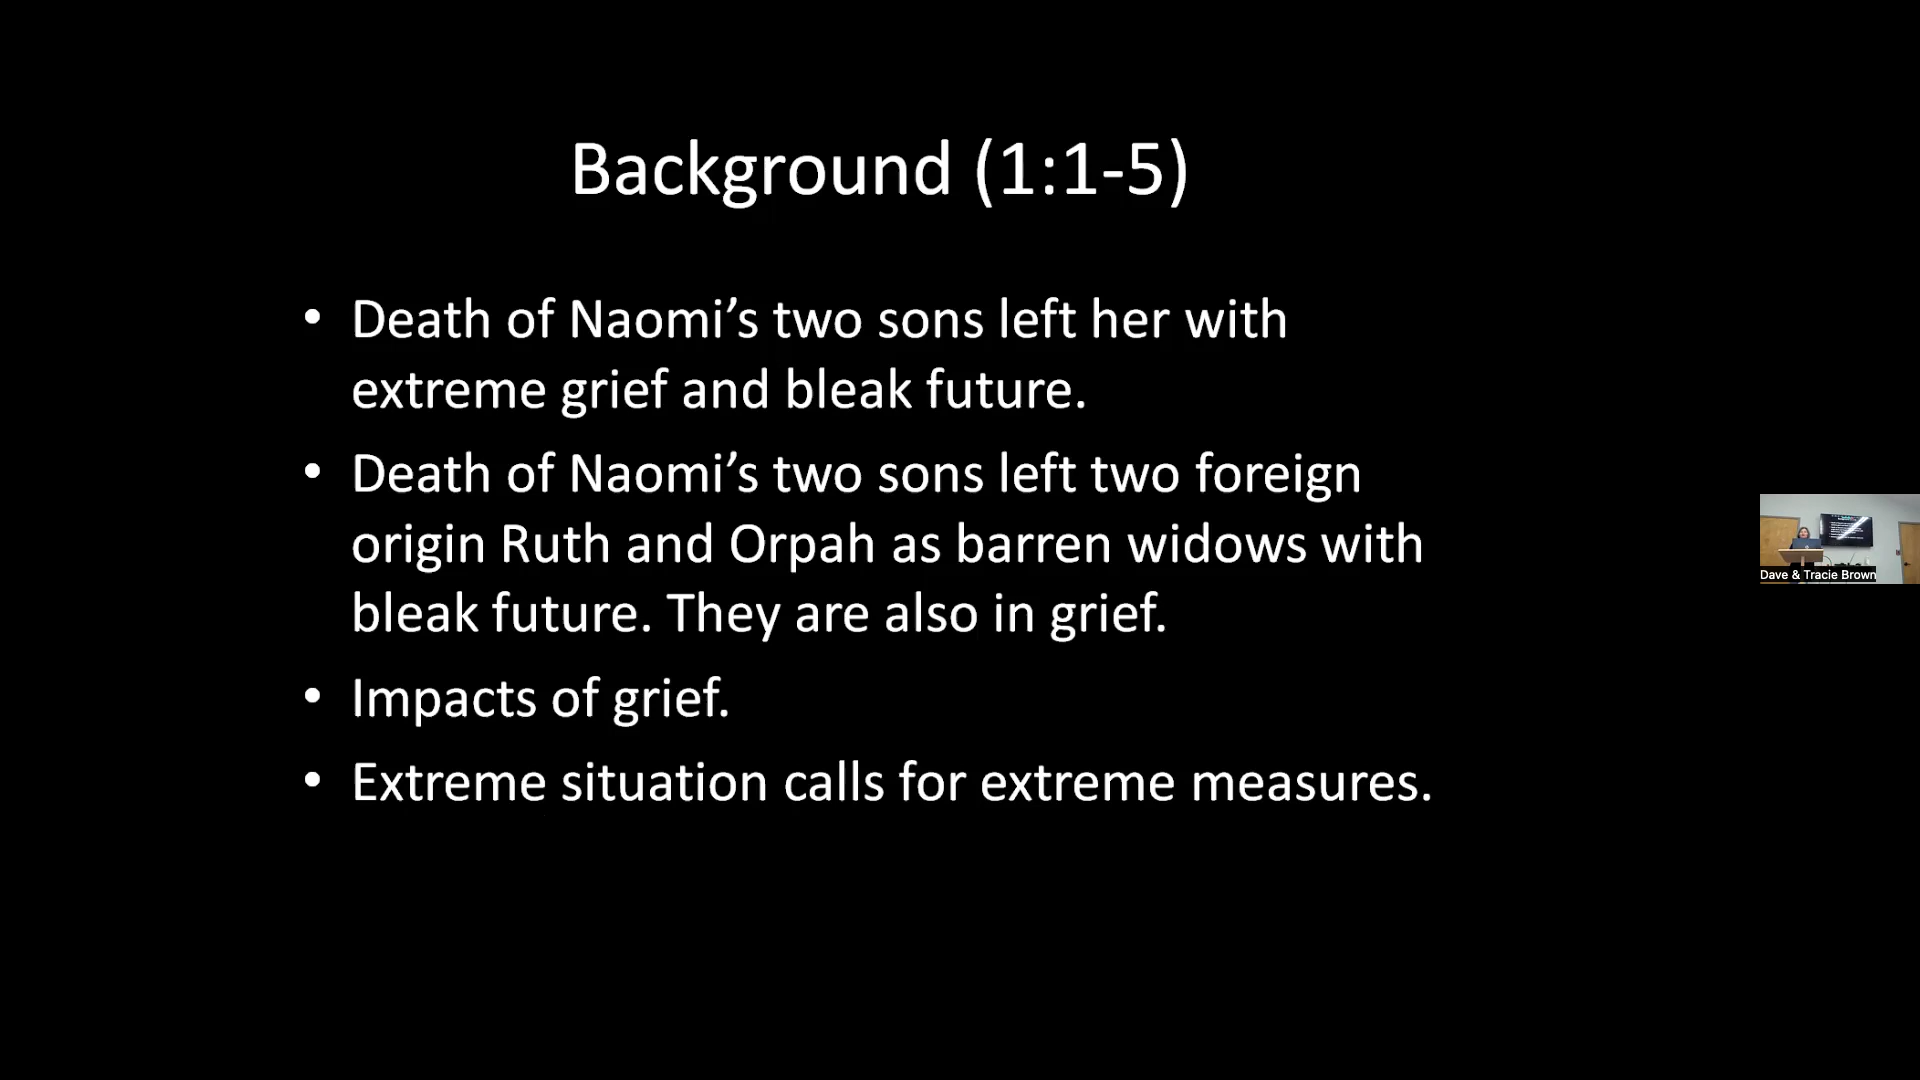 Background (1:1-5)
• Death of Naomi’s two sons left her with
extreme grief and bleak future.
• Death of Naomi’s two sons left two foreign
origin Ruth and Orpah as barren widows with
bleak future. They are also in grief.
• Impacts of grief.
• Extreme situation calls for extreme measures.
Dave & Tracie Brown